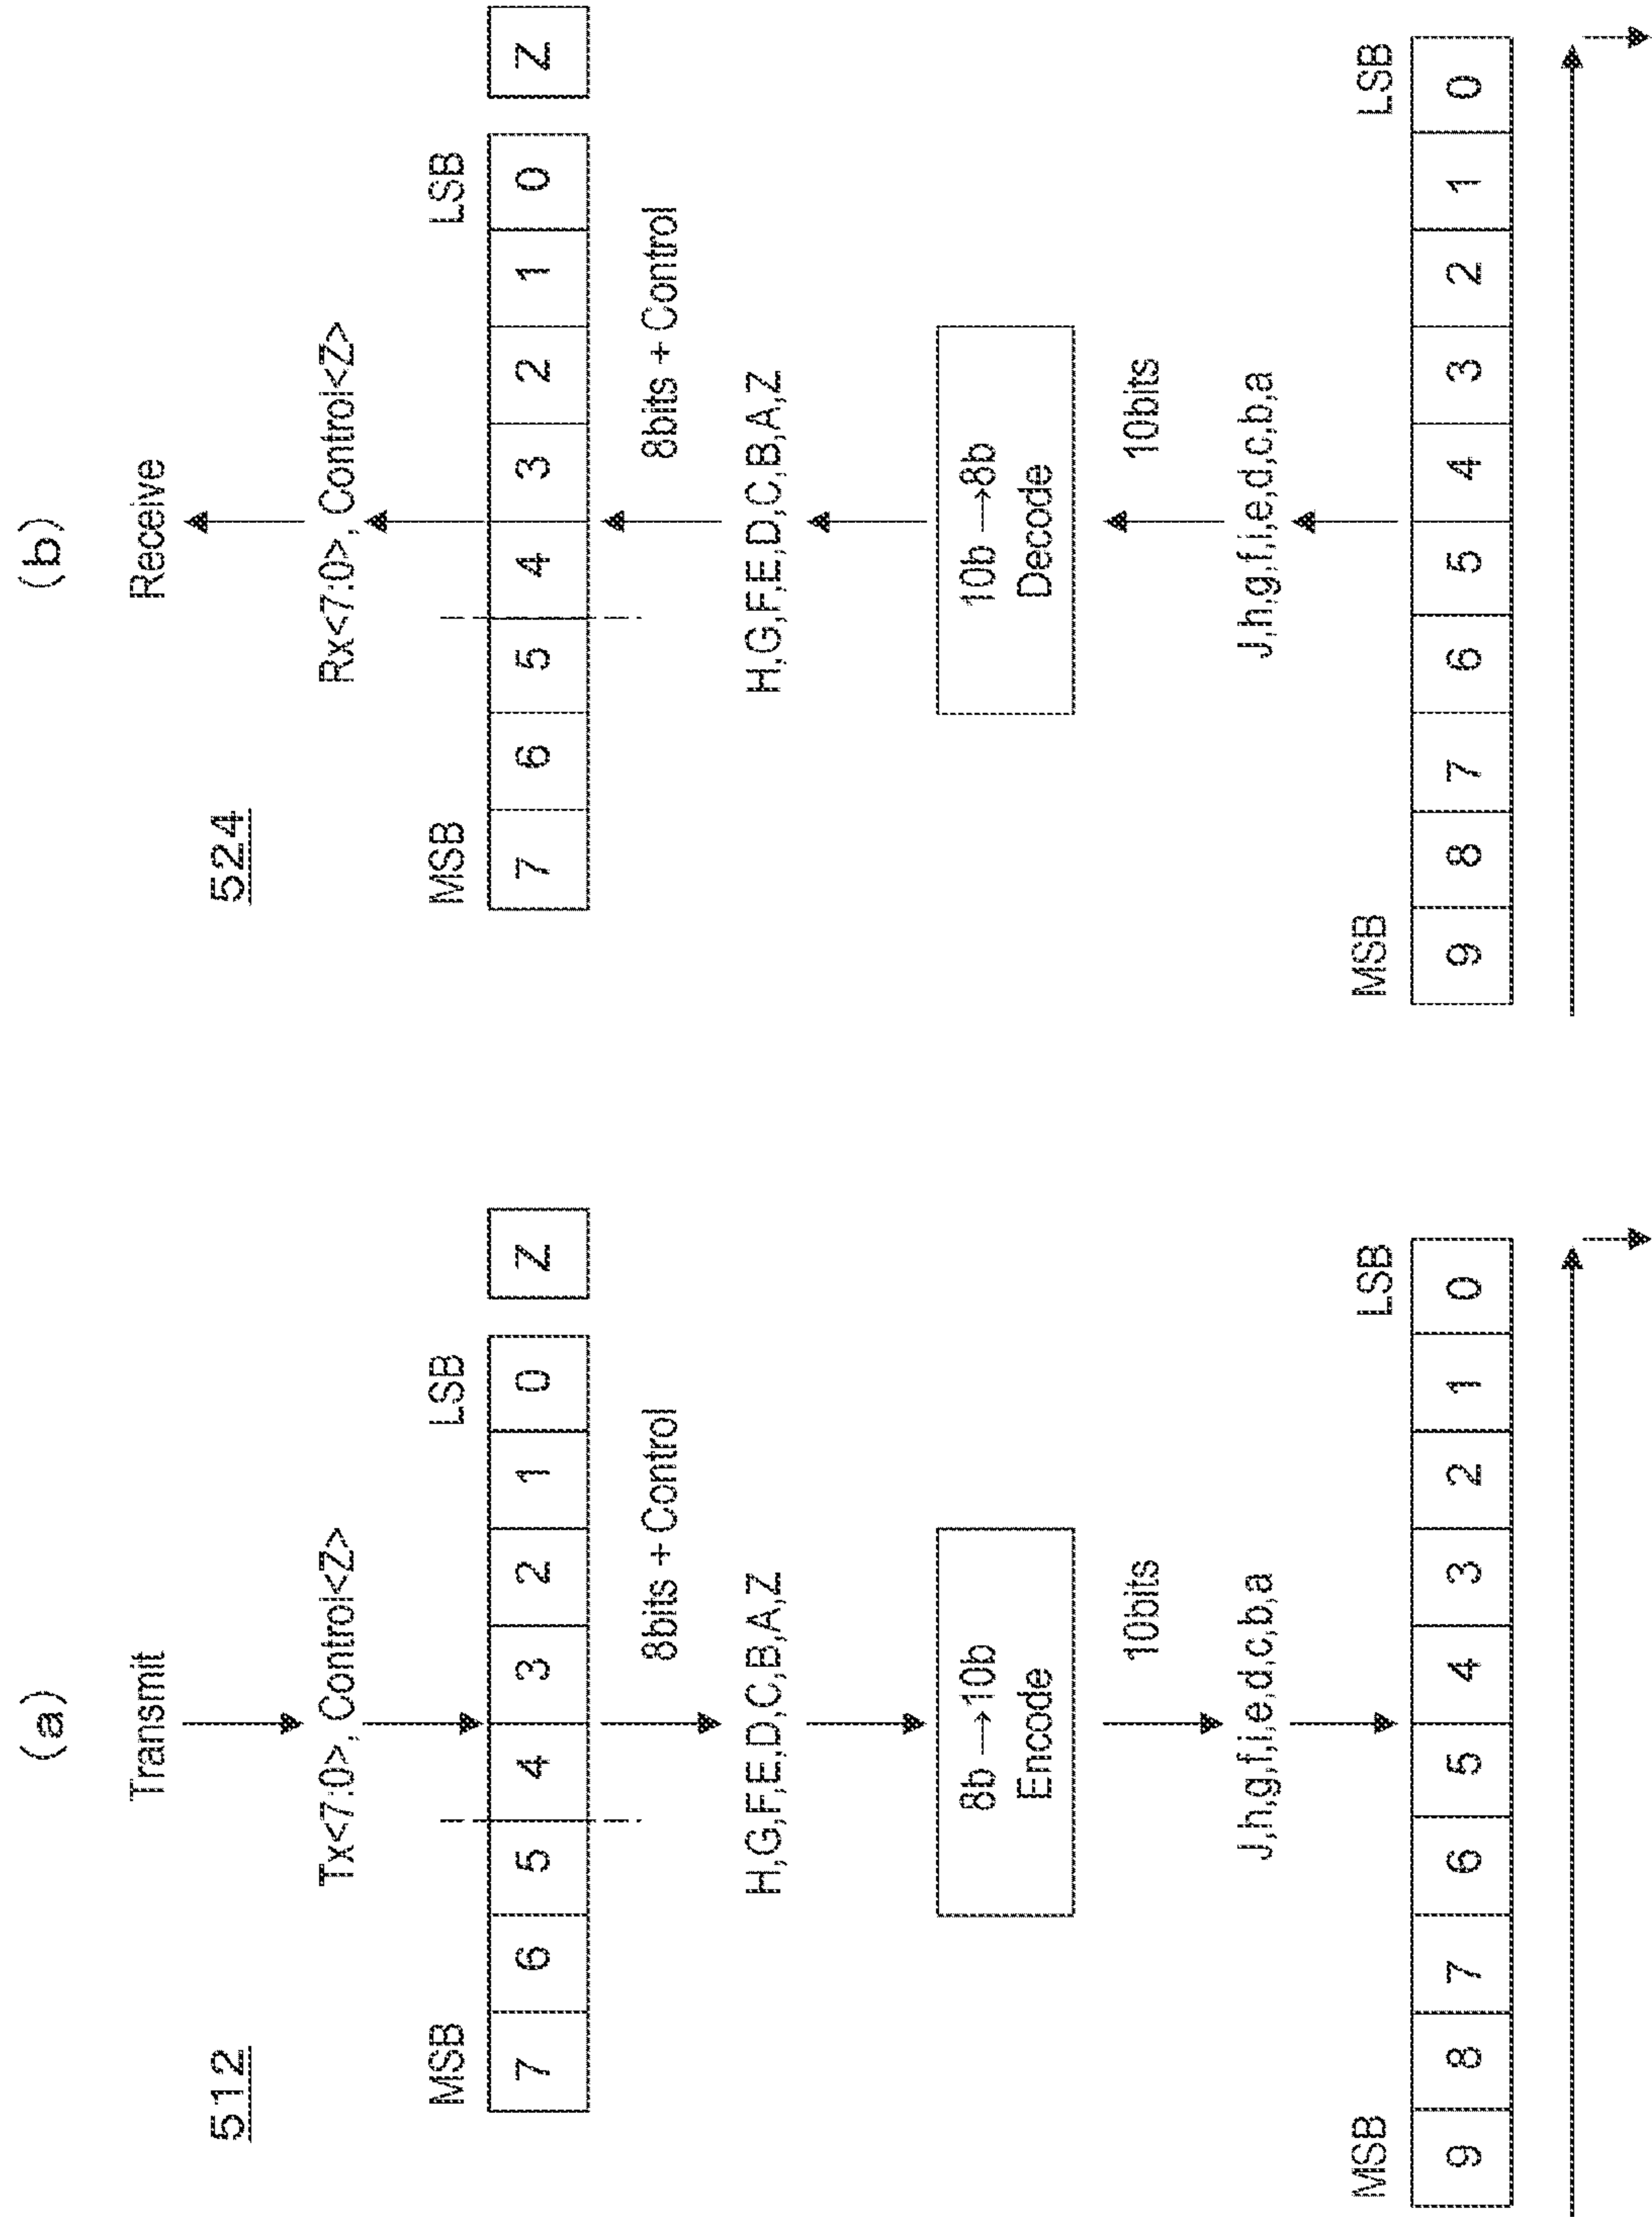 (a)
512
Transmit
Tx<7:0>, Control<Z>
MSB LSB
7 6 5 4 3 2 1 0 Z
8bits + Control
H,G,F,E,D,C,B,A,Z
8b→10b
Encode
10bits
J,h,g,f,i,e,d,c,b,a
MSB LSB
9 8 7 6 5 4 3 2 1 0
(b)
524
Receive
Rx<7:0>, Control<Z>
MSB LSB
7 6 5 4 3 2 1 0 Z
8bits + Control
H,G,F,E,D,C,B,A,Z
10b→8b
Decode
10bits
J,h,g,f,i,e,d,c,b,a
MSB LSB
9 8 7 6 5 4 3 2 1 0